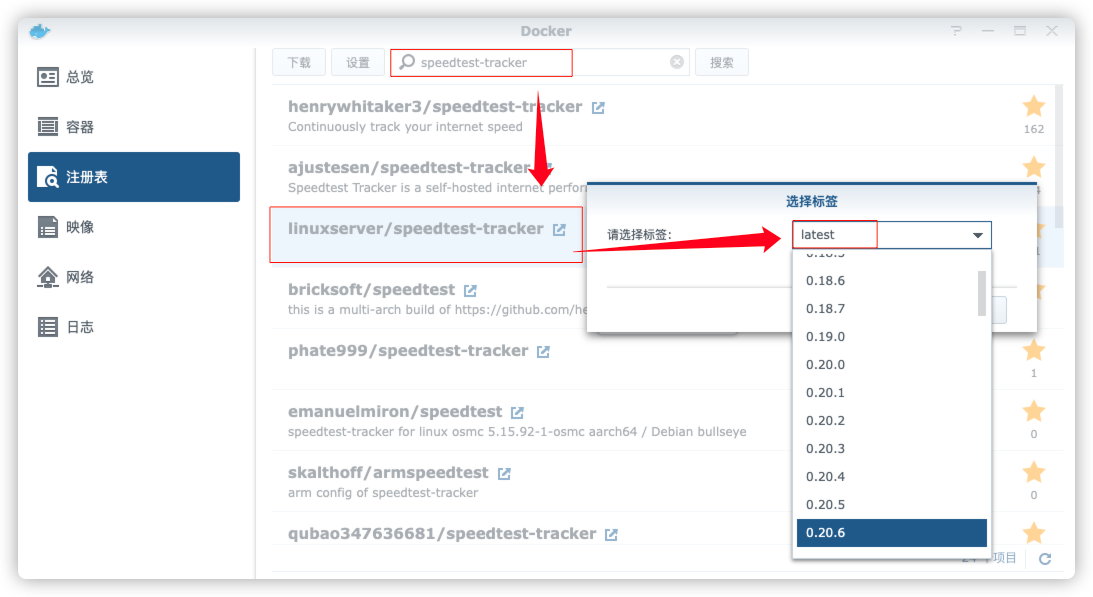 Docker
总览
容器
注册表
映像
网络
日志
下载
设置
speedtest-tracker
搜索
henrywhitaker3/speedtest-tracker
Continuously track your internet speed
162
ajustesen/speedtest-tracker
Speedtest Tracker is a self-hosted internet
linuxserver/speedtest-tracker
bricksoft/speedtest
this is a multi-arch build of https://github.com/he
phate999/speedtest-tracker
1
emanuelmiron/speedtest
speedtest-tracker for linux osmc 5.15.92-1-osmc aarch64 / Debian bullseye
0
skalthoff/armspeedtest
arm config of speedtest-tracker
0
qubao347636681/speedtest-tracker
项目
选择标签
请选择标签:
latest
0.18.6
0.18.7
0.19.0
0.20.0
0.20.1
0.20.2
0.20.3
0.20.4
0.20.5
0.20.6